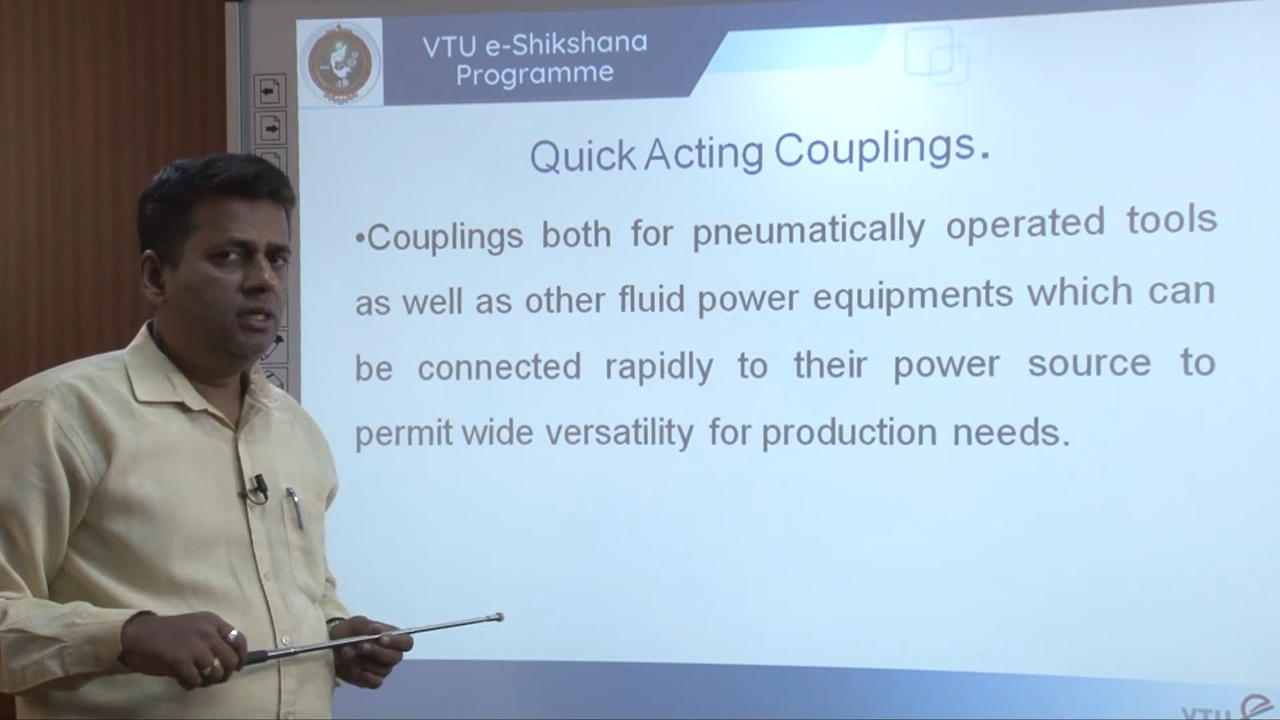 VTU e-Shikshana
Programme
Quick Acting Couplings.
•Couplings both for pneumatically operated tools
as well as other fluid power equipments which can
be connected rapidly to their power source to
permit wide versatility for production needs.
VTU e